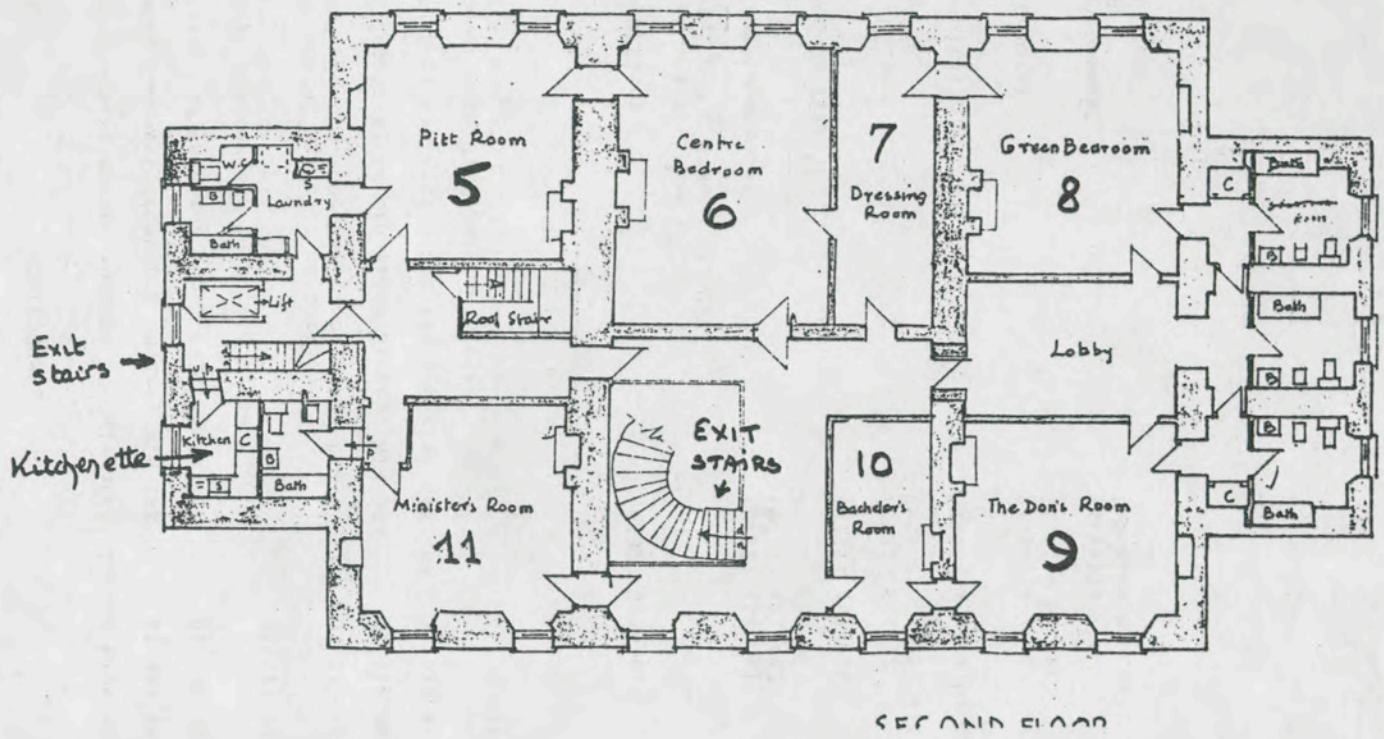 Pitt Room
5
Centre
Bedroom
6
7
Dressing
Room
Green Bedroom
8
W.C
S
B
Laundry
Bath
Lift
Roof Stair
Exit
stairs
up
Kitchen
C
B
S
Bath
Kitchenette
up
Minister's Room
11
EXIT
STAIRS
10
Bachelor's
Room
Lobby
The Don's Room
9
C
Bath
B
Bath
B
B
C
Bath
SECOND FLOOR